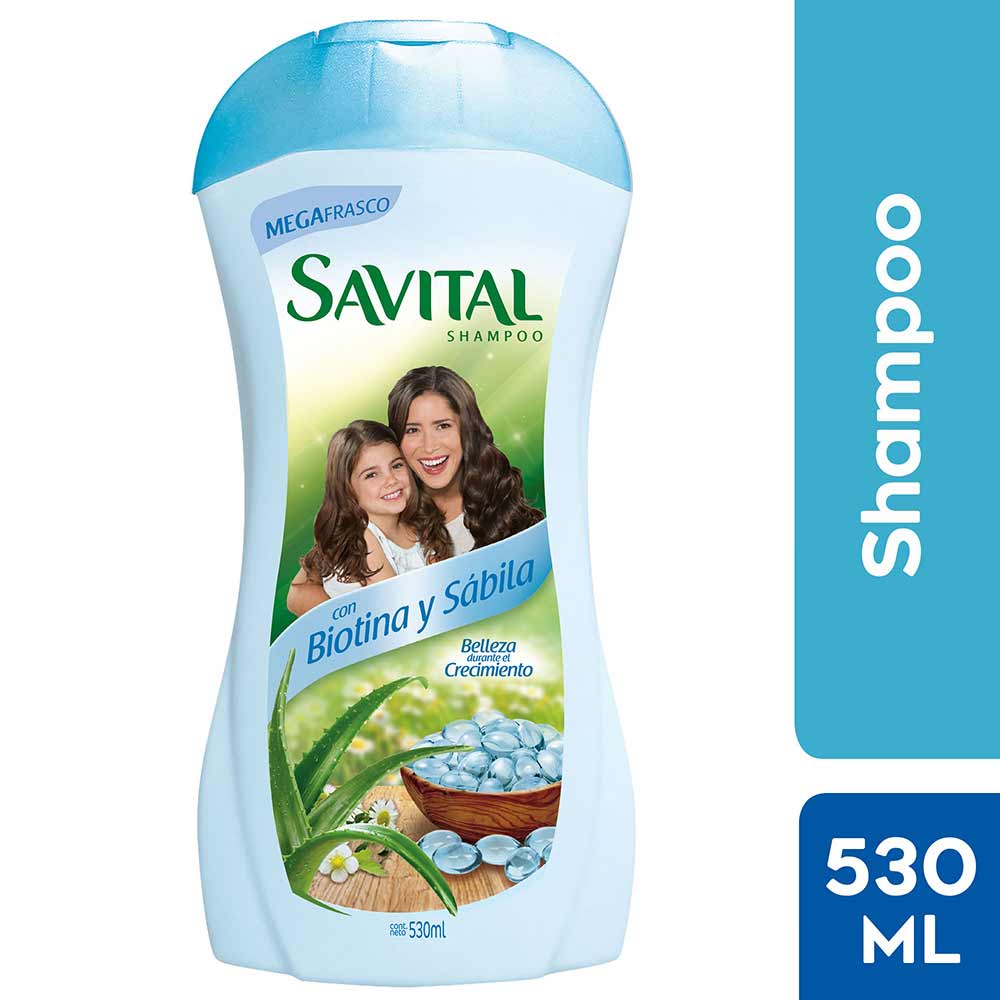 MEGAFRASCO
SAVITAL
SHAMPOO
con
Biotina y Sábila
Belleza
durante el
Crecimiento
cont.
neto 530ml
Shampoo
530
ML